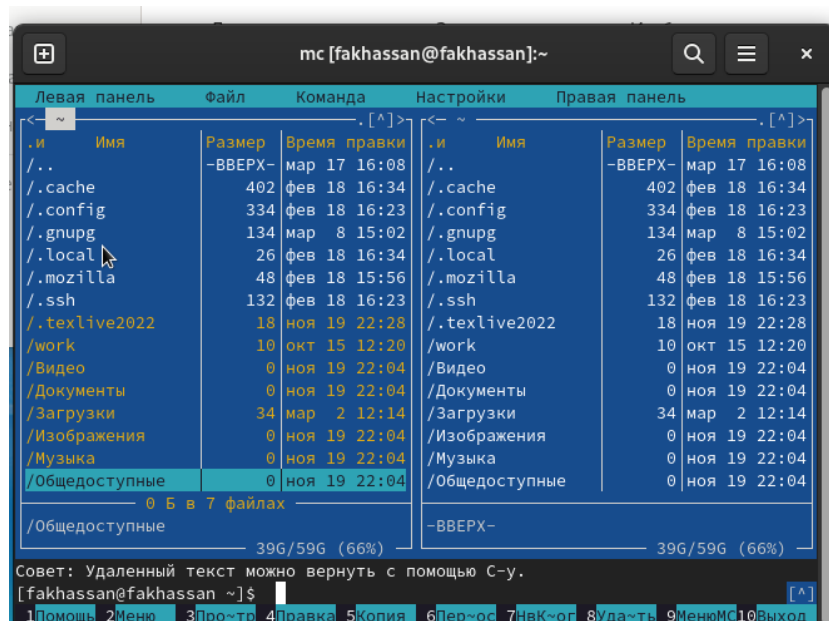 mc [fakhassan@fakhassan]:~
Левая панель Файл Команда Настройки Правая панель
<— ~ .[^]> <— ~ .[^]>
.и Имя Размер Время правки .и Имя Размер Время правки
/.. -ВВЕРХ- мар 17 16:08 /.. -ВВЕРХ- мар 17 16:08
/.cache 402 фев 18 16:34 /.cache 402 фев 18 16:34
/.config 334 фев 18 16:23 /.config 334 фев 18 16:23
/.gnupg 134 мар 8 15:02 /.gnupg 134 мар 8 15:02
/.local 26 фев 18 16:34 /.local 26 фев 18 16:34
/.mozilla 48 фев 18 15:56 /.mozilla 48 фев 18 15:56
/.ssh 132 фев 18 16:23 /.ssh 132 фев 18 16:23
/.texlive2022 18 ноя 19 22:28 /.texlive2022 18 ноя 19 22:28
/work 10 окт 15 12:20 /work 10 окт 15 12:20
/Видео 0 ноя 19 22:04 /Видео 0 ноя 19 22:04
/Документы 0 ноя 19 22:04 /Документы 0 ноя 19 22:04
/Загрузки 34 мар 2 12:14 /Загрузки 34 мар 2 12:14
/Изображения 0 ноя 19 22:04 /Изображения 0 ноя 19 22:04
/Музыка 0 ноя 19 22:04 /Музыка 0 ноя 19 22:04
/Общедоступные 0 ноя 19 22:04 /Общедоступные 0 ноя 19 22:04
0 Б в 7 файлах
/Общедоступные -ВВЕРХ-
39G/59G (66%) 39G/59G (66%)
Совет: Удаленный текст можно вернуть с помощью C-y.
[fakhassan@fakhassan ~]$ [^]
1Помощь 2Меню 3Про~тр 4Правка 5Копия 6Пер~ос 7НвК~ог 8Уда~ть 9МенюMC 10Выход